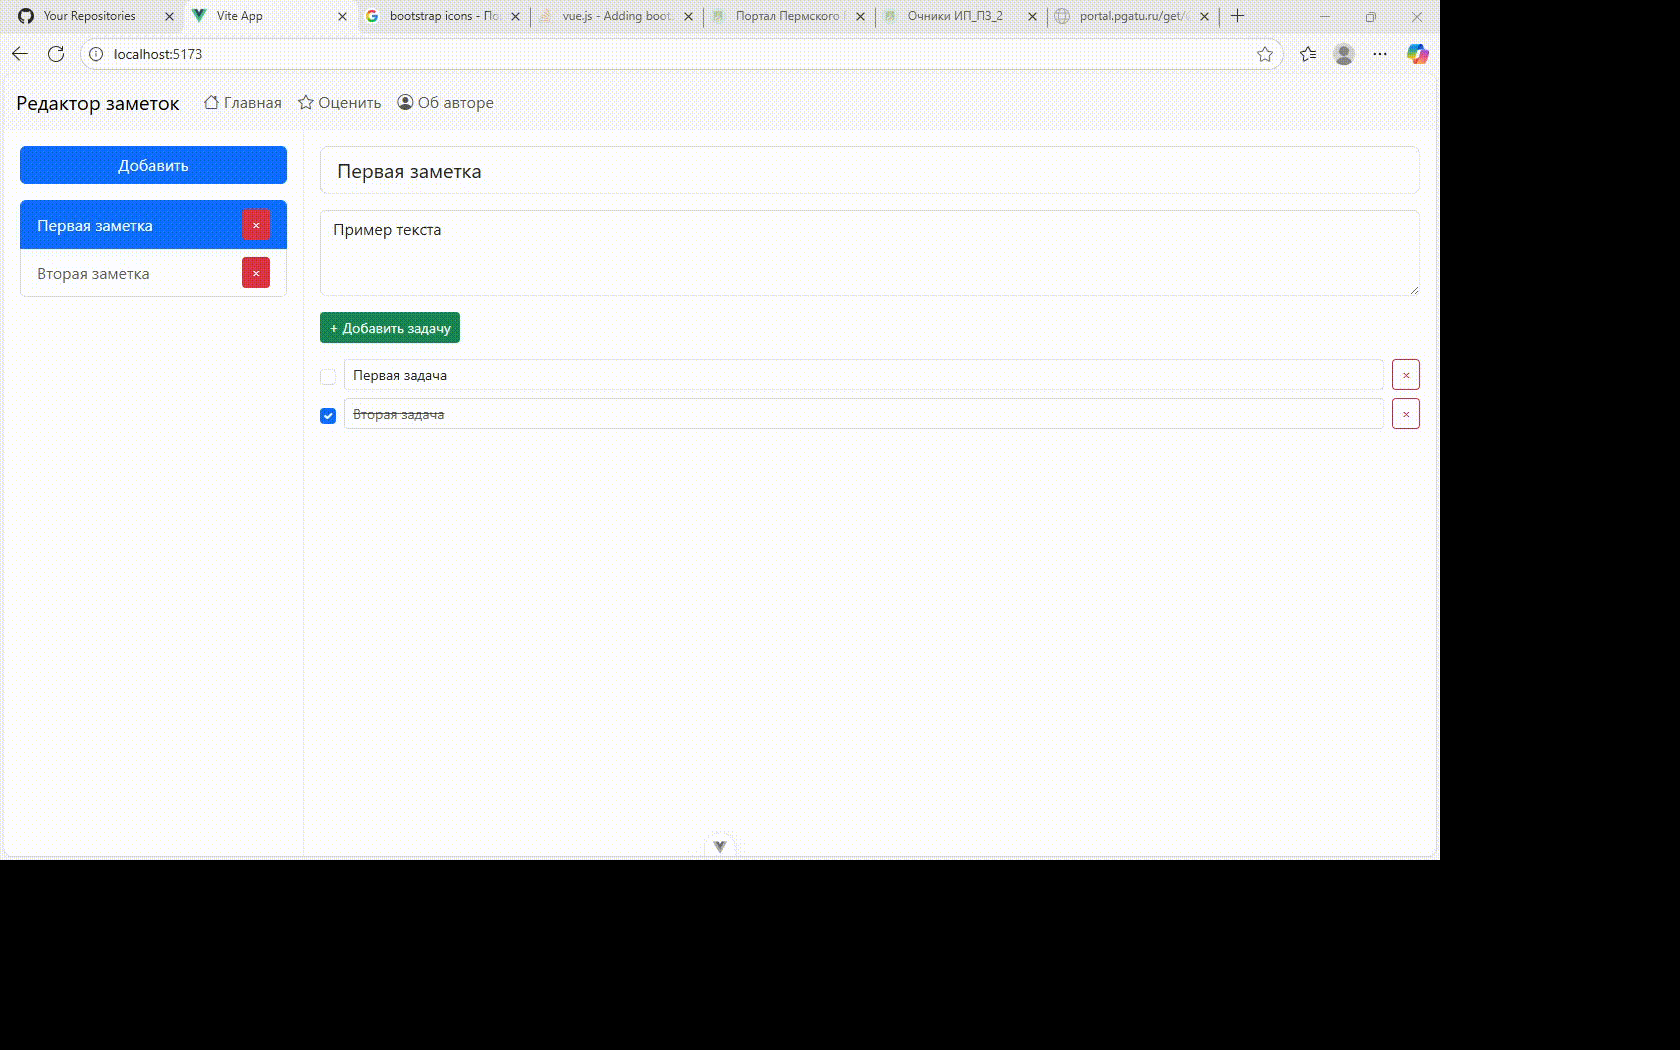 Your Repositories
Vite App
bootstrap icons - По
vue.js - Adding boot
Портал Пермского
Очники ИП_ПЗ_2
portal.pgatu.ru/get/
localhost:5173
Редактор заметок
Главная
Оценить
Об авторе
Добавить
Первая заметка
×
Вторая заметка
×
Первая заметка
Пример текста
+ Добавить задачу
Первая задача
×
Вторая задача
×